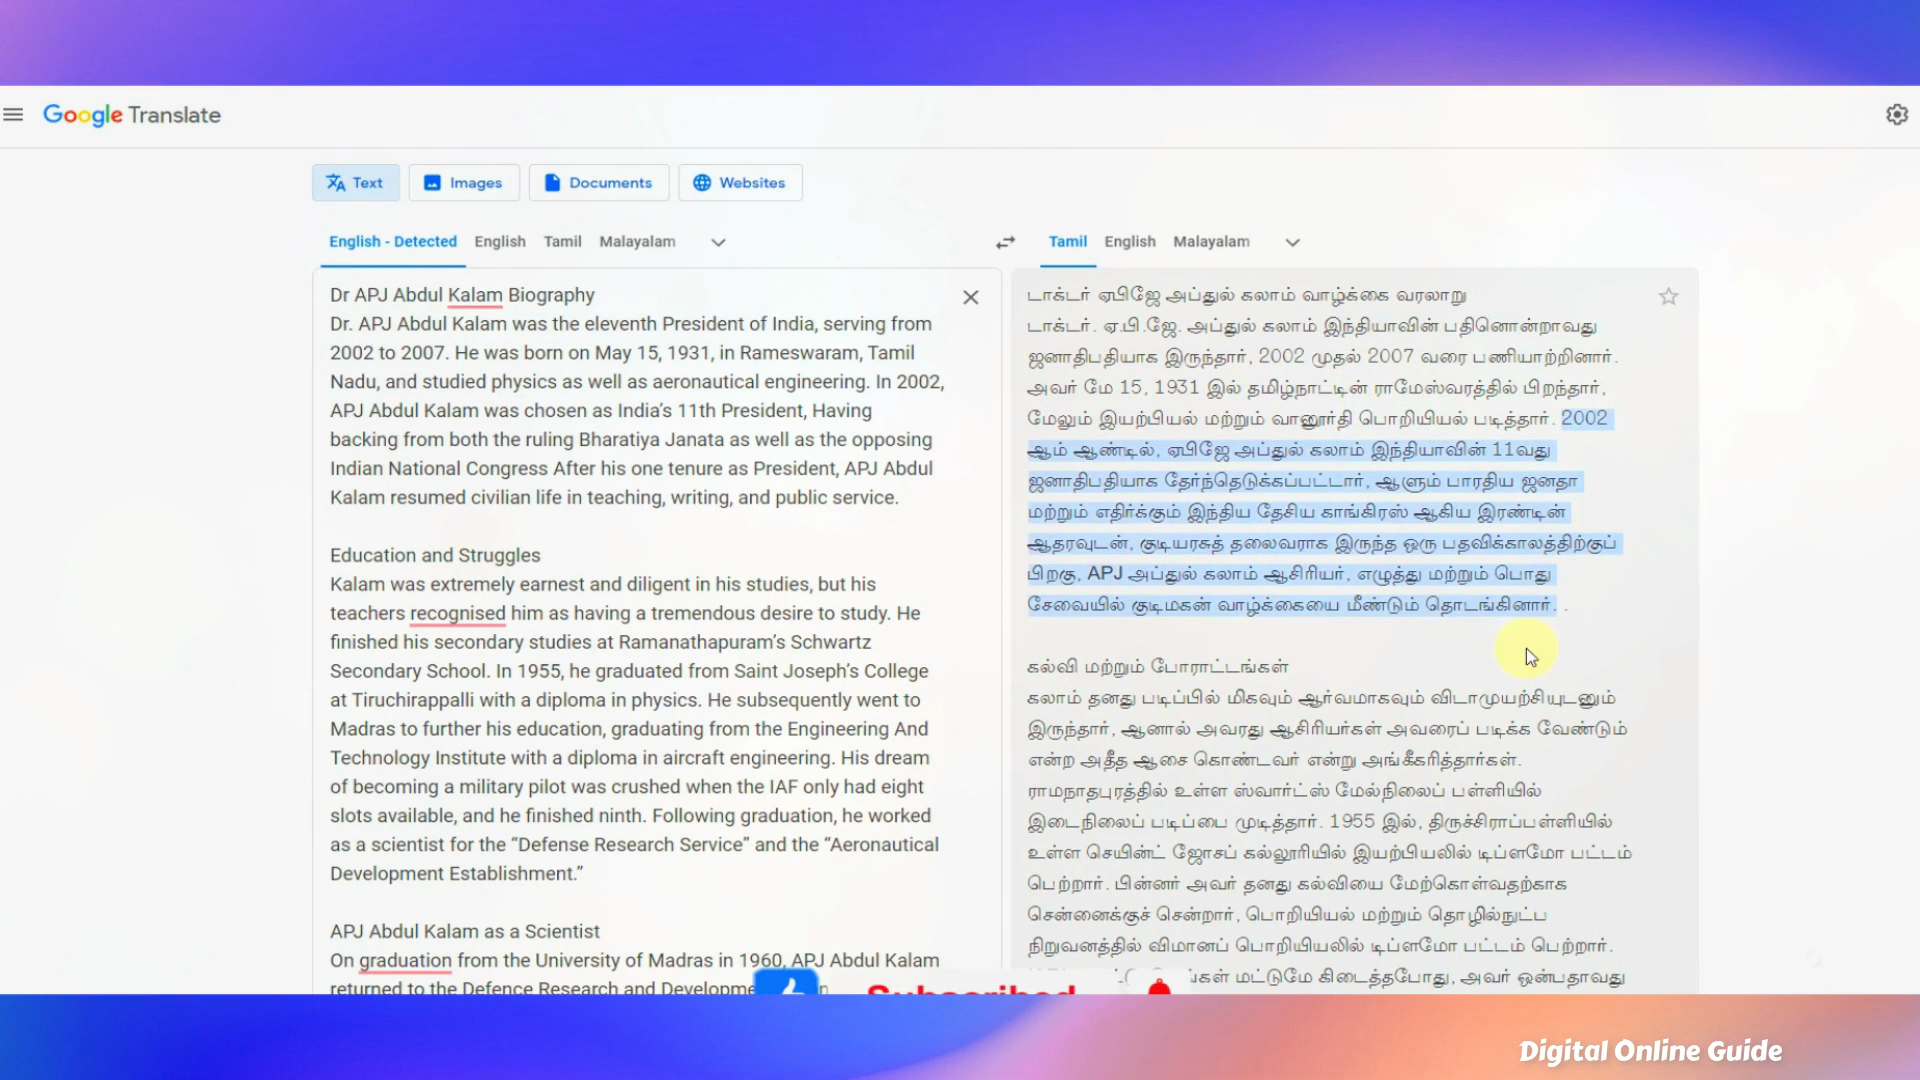 Google Translate
Text
Images
Documents
Websites
English - Detected
English
Tamil
Malayalam
Tamil
English
Malayalam
Dr APJ Abdul Kalam Biography
Dr. APJ Abdul Kalam was the eleventh President of India, serving from
2002 to 2007. He was born on May 15, 1931, in Rameswaram, Tamil
Nadu, and studied physics as well as aeronautical engineering. In 2002,
APJ Abdul Kalam was chosen as India’s 11th President, Having
backing from both the ruling Bharatiya Janata as well as the opposing
Indian National Congress After his one tenure as President, APJ Abdul
Kalam resumed civilian life in teaching, writing, and public service.
Education and Struggles
Kalam was extremely earnest and diligent in his studies, but his
teachers recognised him as having a tremendous desire to study. He
finished his secondary studies at Ramanathapuram’s Schwartz
Secondary School. In 1955, he graduated from Saint Joseph’s College
at Tiruchirappalli with a diploma in physics. He subsequently went to
Madras to further his education, graduating from the Engineering And
Technology Institute with a diploma in aircraft engineering. His dream
of becoming a military pilot was crushed when the IAF only had eight
slots available, and he finished ninth. Following graduation, he worked
as a scientist for the “Defense Research Service” and the “Aeronautical
Development Establishment.”
APJ Abdul Kalam as a Scientist
On graduation from the University of Madras in 1960, APJ Abdul Kalam
returned to the Defence Research and
டாக்டர் ஏபிஜே அப்துல் கலாம் வாழ்க்கை வரலாறு
டாக்டர். ஏ.பி.ஜே. அப்துல் கலாம் இந்தியாவின் பதினொன்றாவது
ஜனாதிபதியாக இருந்தார், 2002 முதல் 2007 வரை பணியாற்றினார்.
அவர் மே 15, 1931 இல் தமிழ்நாட்டின் ராமேஸ்வரத்தில் பிறந்தார்,
மேலும் இயற்பியல் மற்றும் வானூர்தி பொறியியல் படித்தார். 2002
ஆம் ஆண்டில், ஏபிஜே அப்துல் கலாம் இந்தியாவின் 11வது
ஜனாதிபதியாக தேர்ந்தெடுக்கப்பட்டார், ஆளும் பாரதிய ஜனதா
மற்றும் எதிர்க்கும் இந்திய தேசிய காங்கிரஸ் ஆகிய இரண்டின்
ஆதரவுடன், குடியரசுத் தலைவராக இருந்த ஒரு பதவிக்காலத்திற்குப்
பிறகு, APJ அப்துல் கலாம் ஆசிரியர், எழுத்து மற்றும் பொது
சேவையில் குடிமகன் வாழ்க்கையை மீண்டும் தொடங்கினார். .
கல்வி மற்றும் போராட்டங்கள்
கலாம் தனது படிப்பில் மிகவும் ஆர்வமாகவும் விடாமுயற்சியுடனும்
இருந்தார், ஆனால் அவரது ஆசிரியர்கள் அவரைப் படிக்க வேண்டும்
என்ற அதீத ஆசை கொண்டவர் என்று அங்கீகரித்தார்கள்.
ராமநாதபுரத்தில் உள்ள ஸ்வார்ட்ஸ் மேல்நிலைப் பள்ளியில்
இடைநிலைப் படிப்பை முடித்தார். 1955 இல், திருச்சிராப்பள்ளியில்
உள்ள செயின்ட் ஜோசப் கல்லூரியில் இயற்பியலில் டிப்ளமோ பட்டம்
பெற்றார். பின்னர் அவர் தனது கல்வியை மேற்கொள்வதற்காக
சென்னைக்குச் சென்றார், பொறியியல் மற்றும் தொழில்நுட்ப
நிறுவனத்தில் விமானப் பொறியியலில் டிப்ளமோ பட்டம் பெற்றார்.
மட்டுமே கிடைத்தபோது, அவர் ஒன்பதாவது
Subscribed
Digital Online Guide